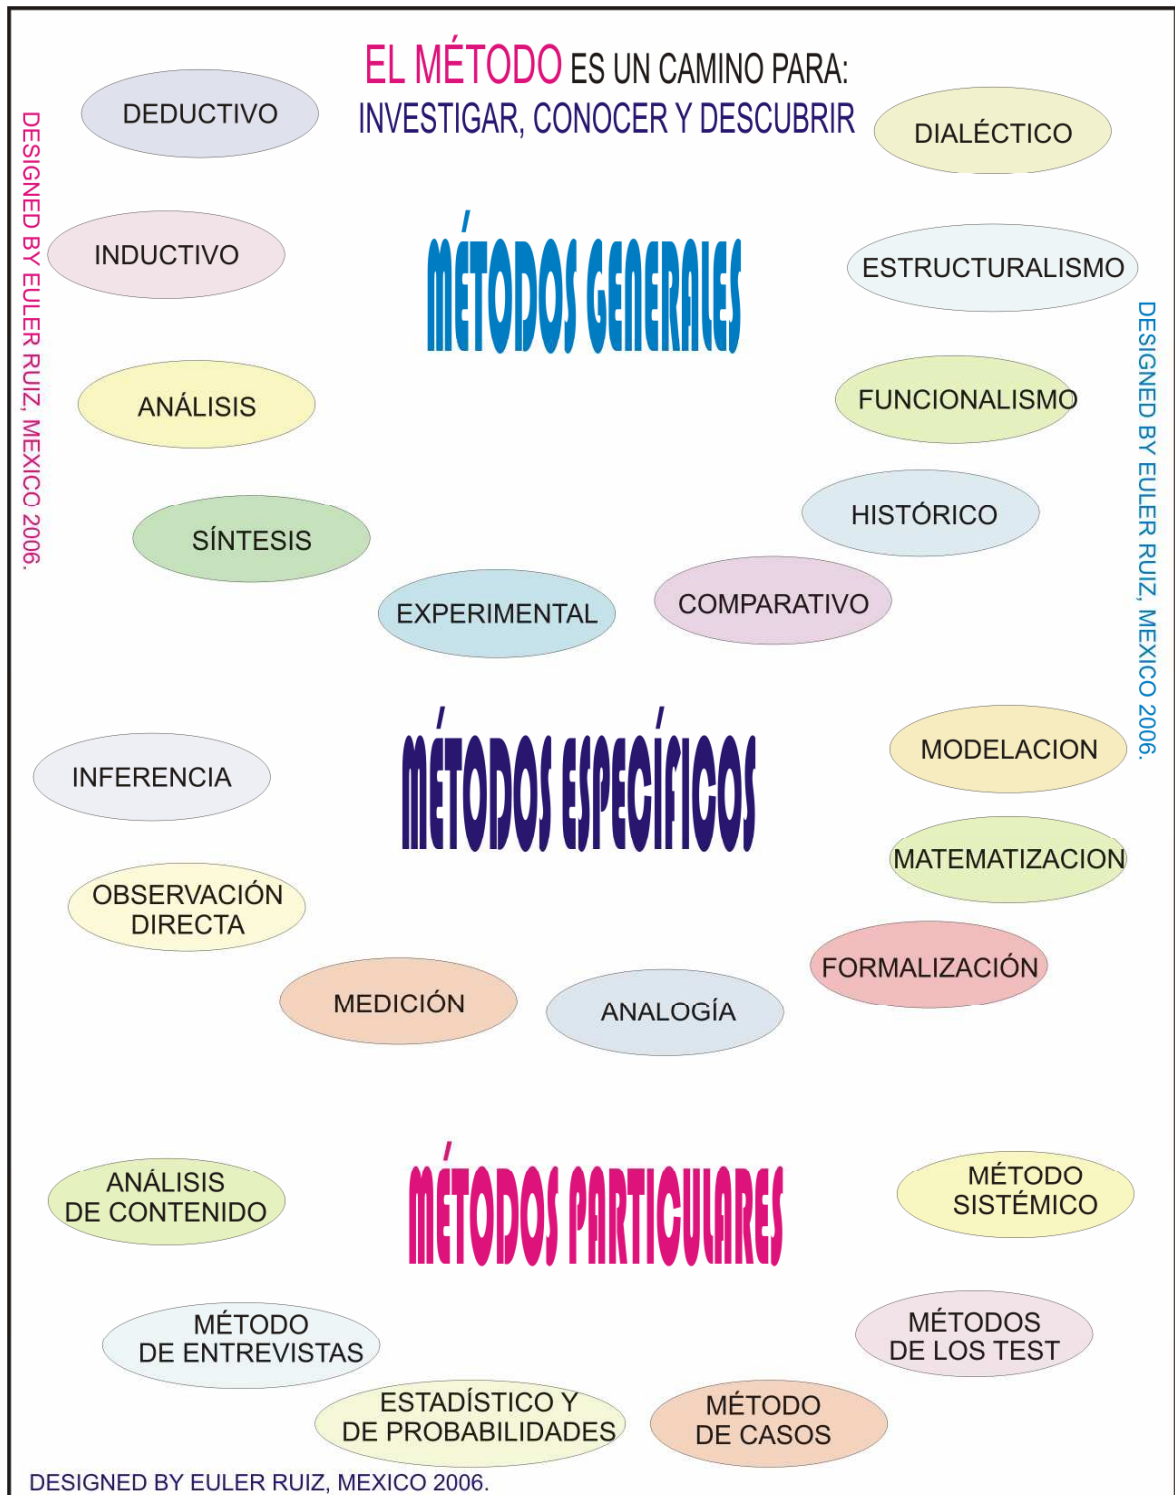 EL MÉTODO ES UN CAMINO PARA:
INVESTIGAR, CONOCER Y DESCUBRIR
DEDUCTIVO
DIALÉCTICO
INDUCTIVO
MÉTODOS GENERALES
ESTRUCTURALISMO
ANÁLISIS
FUNCIONALISMO
SÍNTESIS
HISTÓRICO
EXPERIMENTAL
COMPARATIVO
DESIGNED BY EULER RUIZ, MEXICO 2006.
DESIGNED BY EULER RUIZ, MEXICO 2006.
INFERENCIA
MÉTODOS ESPECÍFICOS
MODELACION
OBSERVACIÓN
DIRECTA
MATEMATIZACION
MEDICIÓN
ANALOGÍA
FORMALIZACIÓN
ANÁLISIS
DE CONTENIDO
MÉTODOS PARTICULARES
MÉTODO
SISTÉMICO
MÉTODO
DE ENTREVISTAS
MÉTODOS
DE LOS TEST
ESTADÍSTICO Y
DE PROBABILIDADES
MÉTODO
DE CASOS
DESIGNED BY EULER RUIZ, MEXICO 2006.